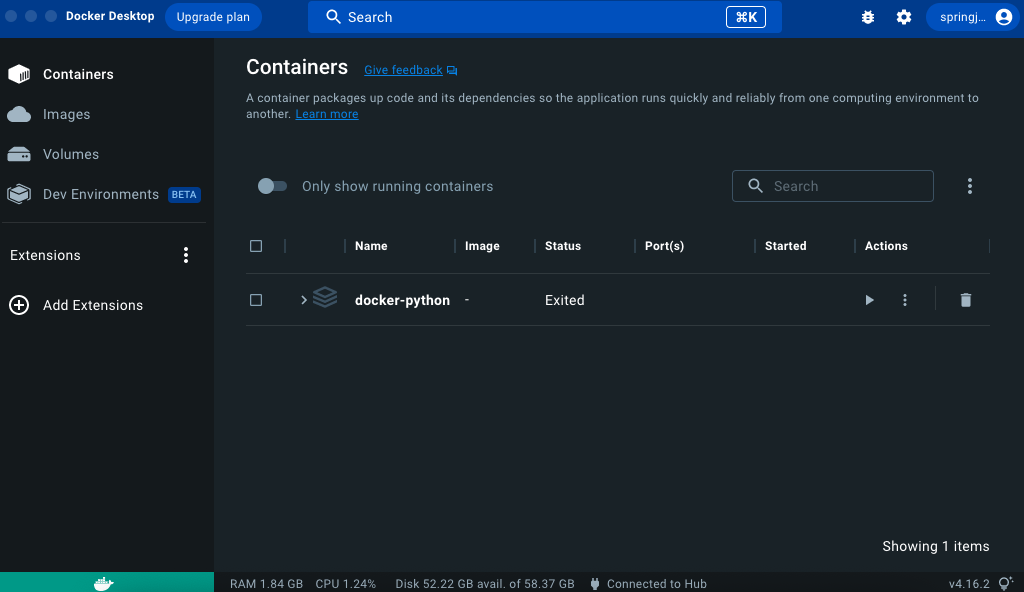 Docker Desktop Upgrade plan Search ⌘K springj...
Containers
Images
Volumes
Dev Environments BETA
Extensions
Add Extensions
Containers Give feedback
A container packages up code and its dependencies so the application runs quickly and reliably from one computing environment to
another. Learn more
Only show running containers Search
Name Image Status Port(s) Started Actions
docker-python - Exited
Showing 1 items
RAM 1.84 GB CPU 1.24% Disk 52.22 GB avail. of 58.37 GB Connected to Hub v4.16.2